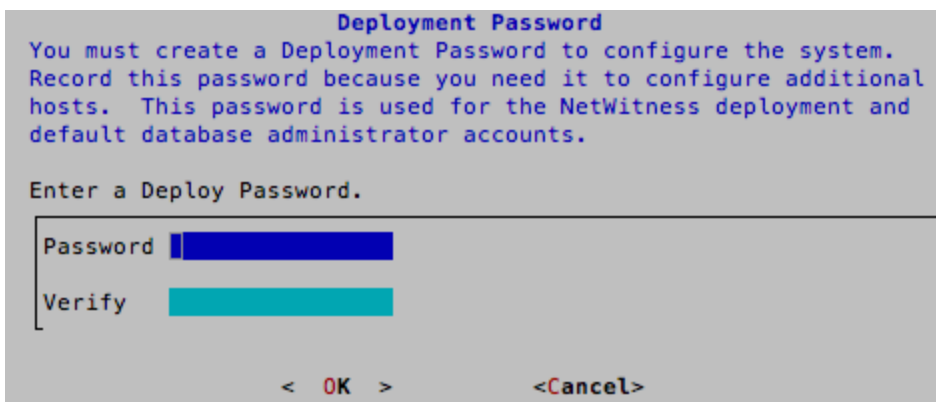 Deployment Password
You must create a Deployment Password to configure the system.
Record this password because you need it to configure additional
hosts.  This password is used for the NetWitness deployment and
default database administrator accounts.
Enter a Deploy Password.
Password
Verify
<  OK  >          <Cancel>